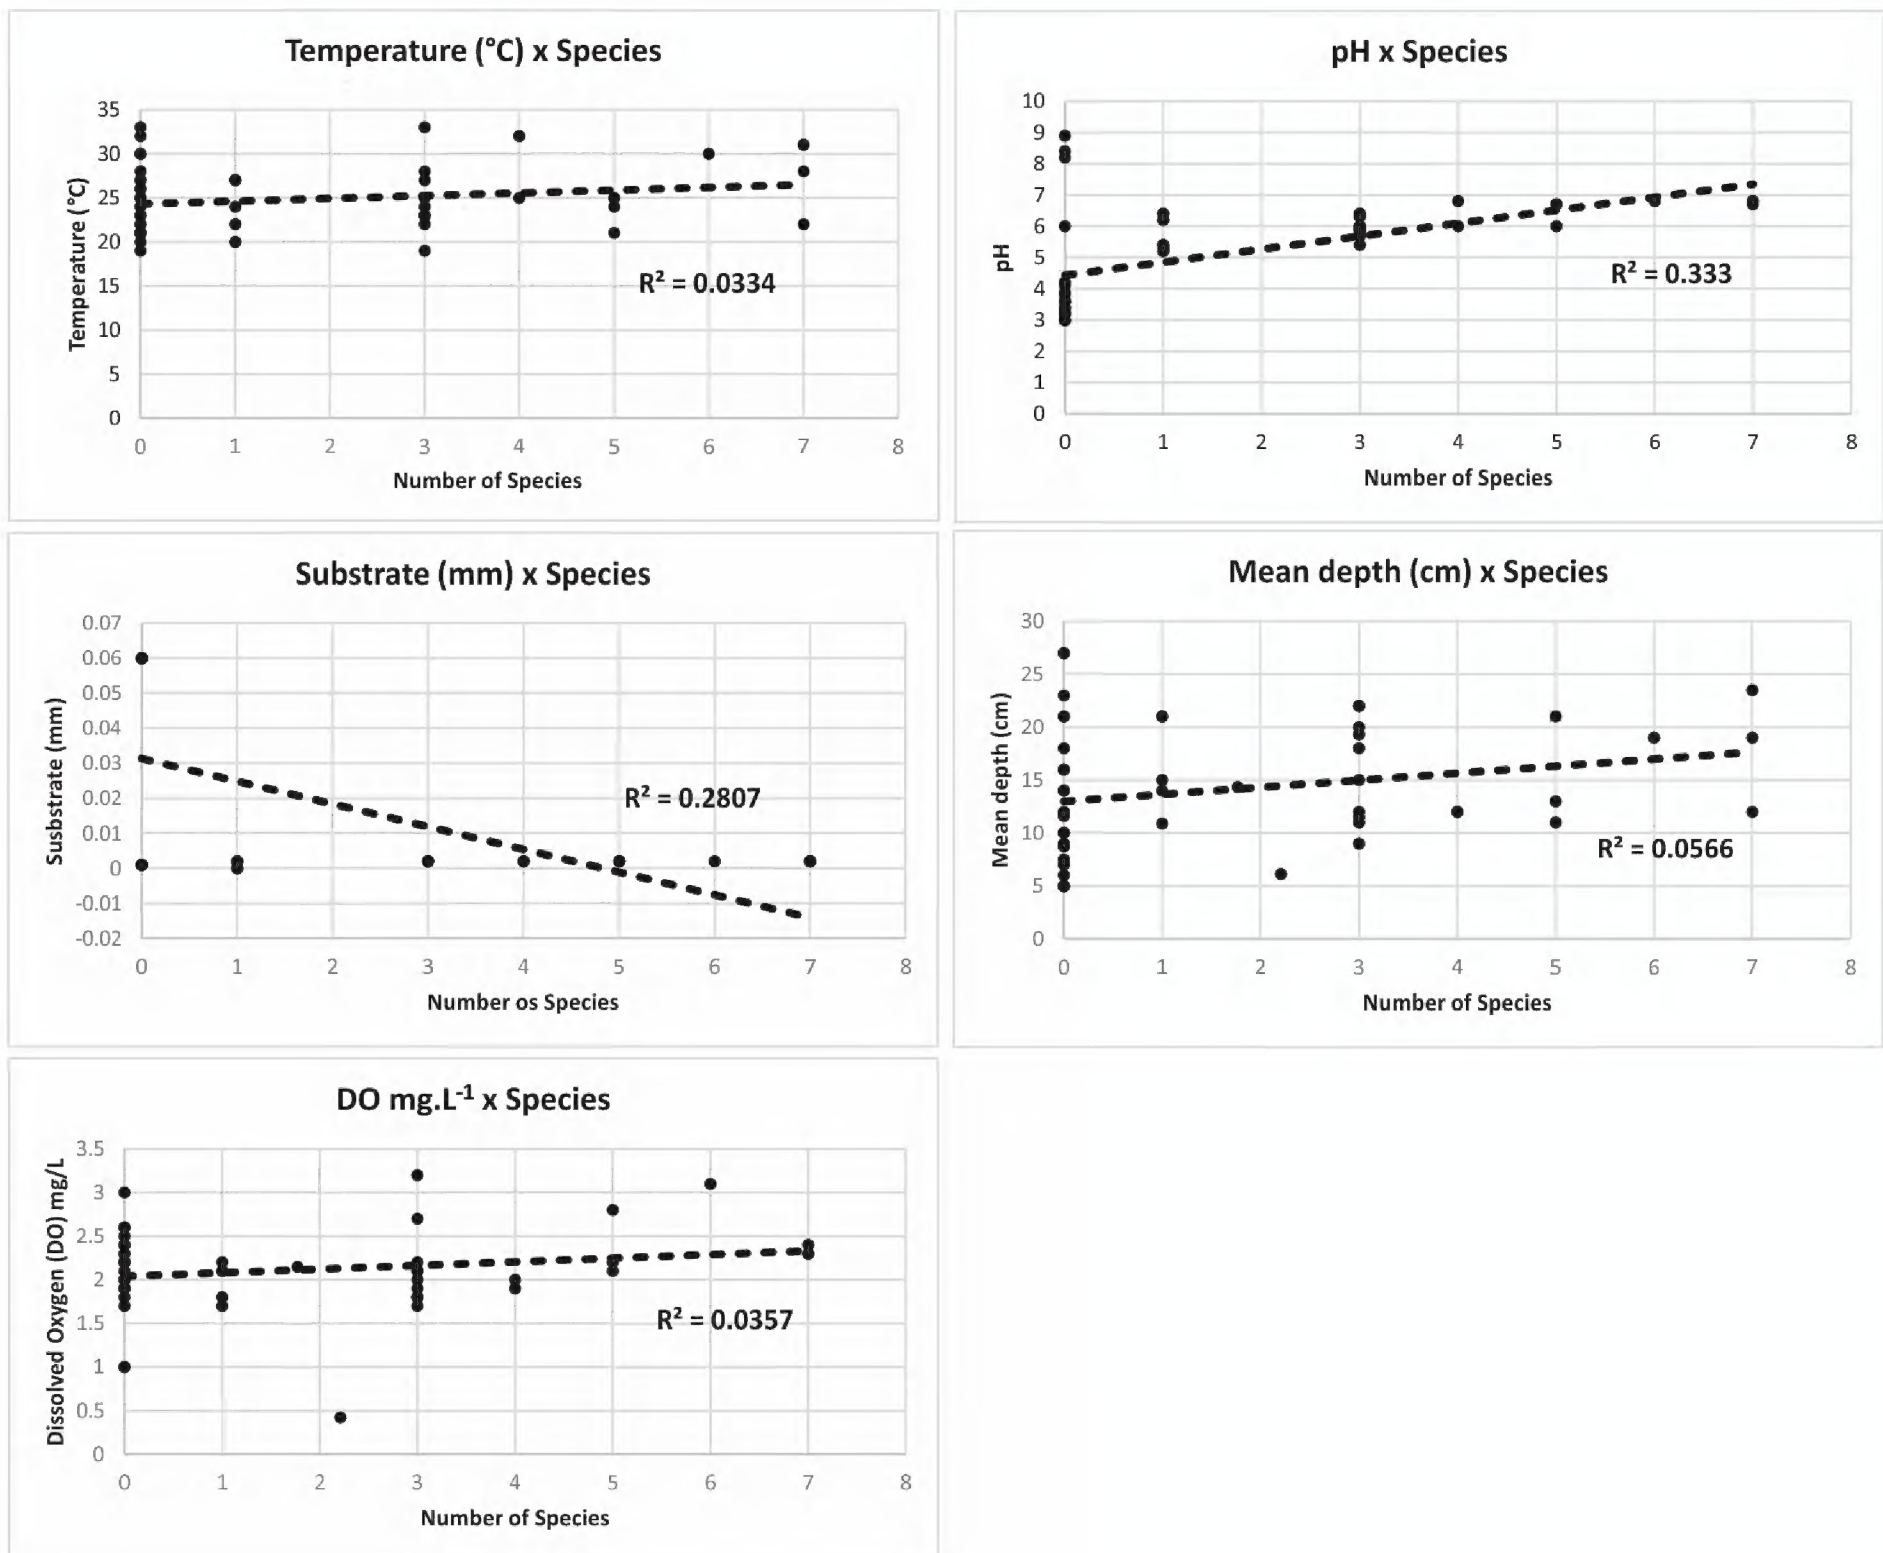 Temperature (°C) x Species
35
30
25
20
15
10
5
0
Temperature (°C)
R² = 0.0334
0 1 2 3 4 5 6 7 8
Number of Species
pH x Species
10
9
8
7
6
5
4
3
2
1
0
pH
R² = 0.333
0 1 2 3 4 5 6 7 8
Number of Species
Substrate (mm) x Species
0.07
0.06
0.05
0.04
0.03
0.02
0.01
0
-0.01
-0.02
Susbstrate (mm)
R² = 0.2807
0 1 2 3 4 5 6 7 8
Number os Species
Mean depth (cm) x Species
30
25
20
15
10
5
0
Mean depth (cm)
R² = 0.0566
0 1 2 3 4 5 6 7 8
Number of Species
DO mg.L⁻¹ x Species
3.5
3
2.5
2
1.5
1
0.5
0
Dissolved Oxygen (DO) mg/L
R² = 0.0357
0 1 2 3 4 5 6 7 8
Number of Species